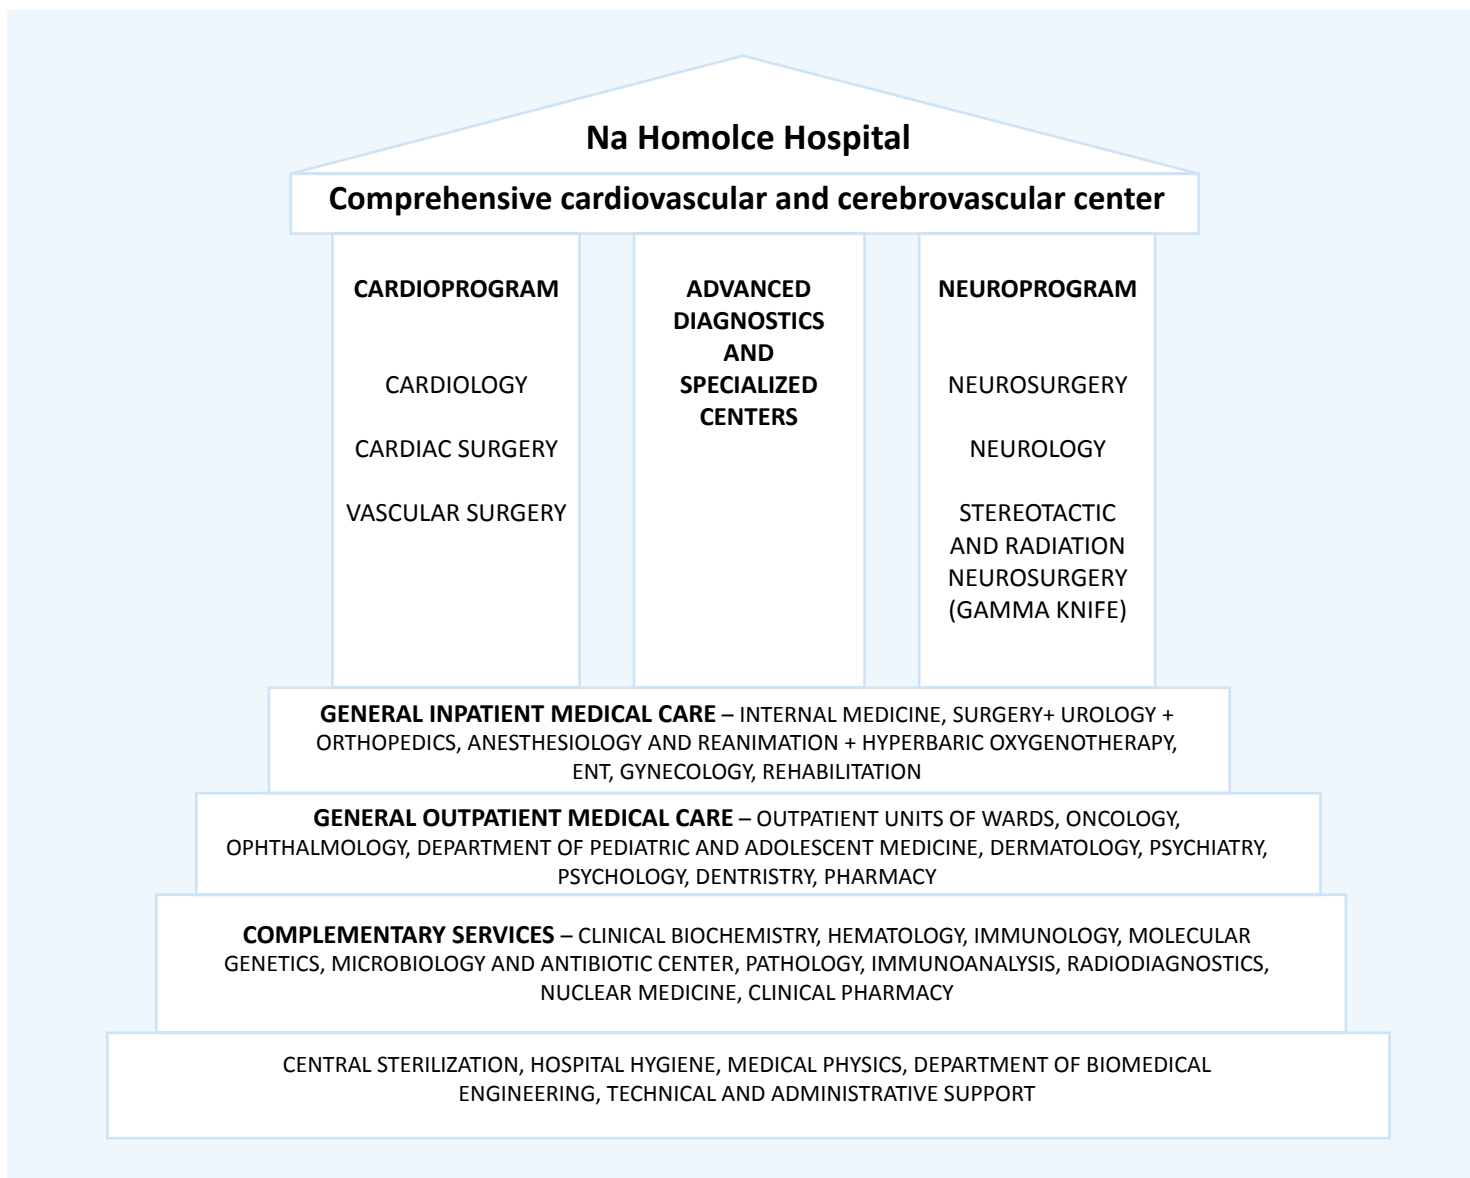 Na Homolce Hospital
Comprehensive cardiovascular and cerebrovascular center
CARDIOPROGRAM
CARDIOLOGY
CARDIAC SURGERY
VASCULAR SURGERY
ADVANCED
DIAGNOSTICS
AND
SPECIALIZED
CENTERS
NEUROPROGRAM
NEUROSURGERY
NEUROLOGY
STEREOTACTIC
AND RADIATION
NEUROSURGERY
(GAMMA KNIFE)
GENERAL INPATIENT MEDICAL CARE – INTERNAL MEDICINE, SURGERY+ UROLOGY +
ORTHOPEDICS, ANESTHESIOLOGY AND REANIMATION + HYPERBARIC OXYGENOTHERAPY,
ENT, GYNECOLOGY, REHABILITATION
GENERAL OUTPATIENT MEDICAL CARE – OUTPATIENT UNITS OF WARDS, ONCOLOGY,
OPHTHALMOLOGY, DEPARTMENT OF PEDIATRIC AND ADOLESCENT MEDICINE, DERMATOLOGY, PSYCHIATRY,
PSYCHOLOGY, DENTRISTRY, PHARMACY
COMPLEMENTARY SERVICES – CLINICAL BIOCHEMISTRY, HEMATOLOGY, IMMUNOLOGY, MOLECULAR
GENETICS, MICROBIOLOGY AND ANTIBIOTIC CENTER, PATHOLOGY, IMMUNOANALYSIS, RADIODIAGNOSTICS,
NUCLEAR MEDICINE, CLINICAL PHARMACY
CENTRAL STERILIZATION, HOSPITAL HYGIENE, MEDICAL PHYSICS, DEPARTMENT OF BIOMEDICAL
ENGINEERING, TECHNICAL AND ADMINISTRATIVE SUPPORT